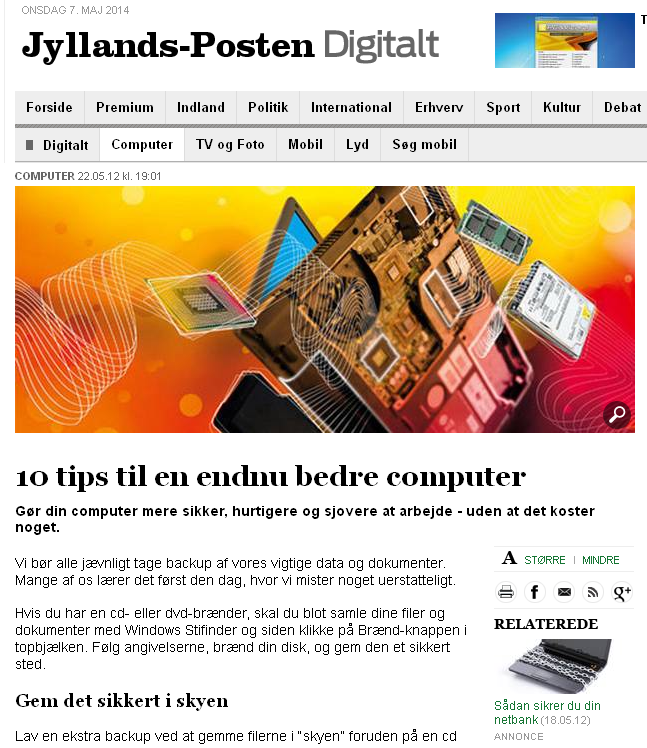 ONSDAG 7. MAJ 2014
Jyllands-Posten Digitalt
T
Forside Premium Indland Politik International Erhverv Sport Kultur Debat
Digitalt Computer TV og Foto Mobil Lyd Søg mobil
COMPUTER 22.05.12 kl. 19:01
10 tips til en endnu bedre computer
Gør din computer mere sikker, hurtigere og sjovere at arbejde - uden at det koster
noget.
Vi bør alle jævnligt tage backup af vores vigtige data og dokumenter.
Mange af os lærer det først den dag, hvor vi mister noget uerstatteligt.
Hvis du har en cd- eller dvd-brænder, skal du blot samle dine filer og
dokumenter med Windows Stifinder og siden klikke på Brænd-knappen i
topbjælken. Følg angivelserne, brænd din disk, og gem den et sikkert
sted.
Gem det sikkert i skyen
Lav en ekstra backup ved at gemme filerne i "skyen" foruden på en cd
A STØRRE | MINDRE
f g+
RELATEREDE
Sådan sikrer du din
netbank (18.05.12)
ANNONCE